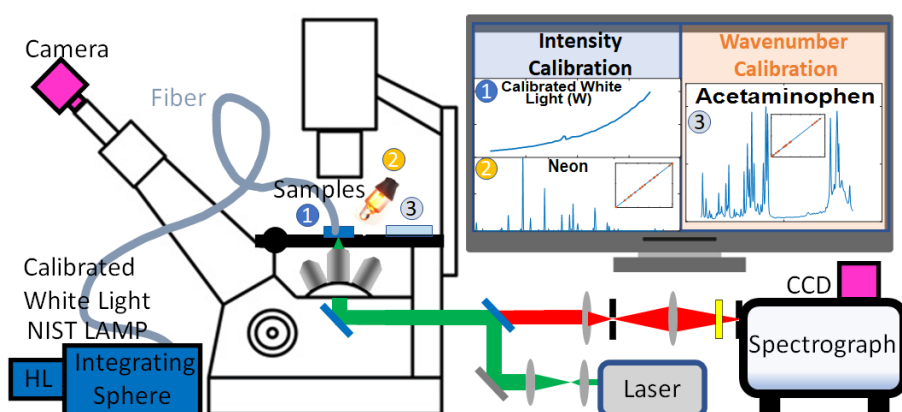 Camera
Fiber
Samples
1
2
3
Calibrated
White Light
NIST LAMP
HL
Integrating
Sphere
Intensity
Calibration
1
Calibrated White
Light (W)
2
Neon
Wavenumber
Calibration
Acetaminophen
3
CCD
Spectrograph
Laser